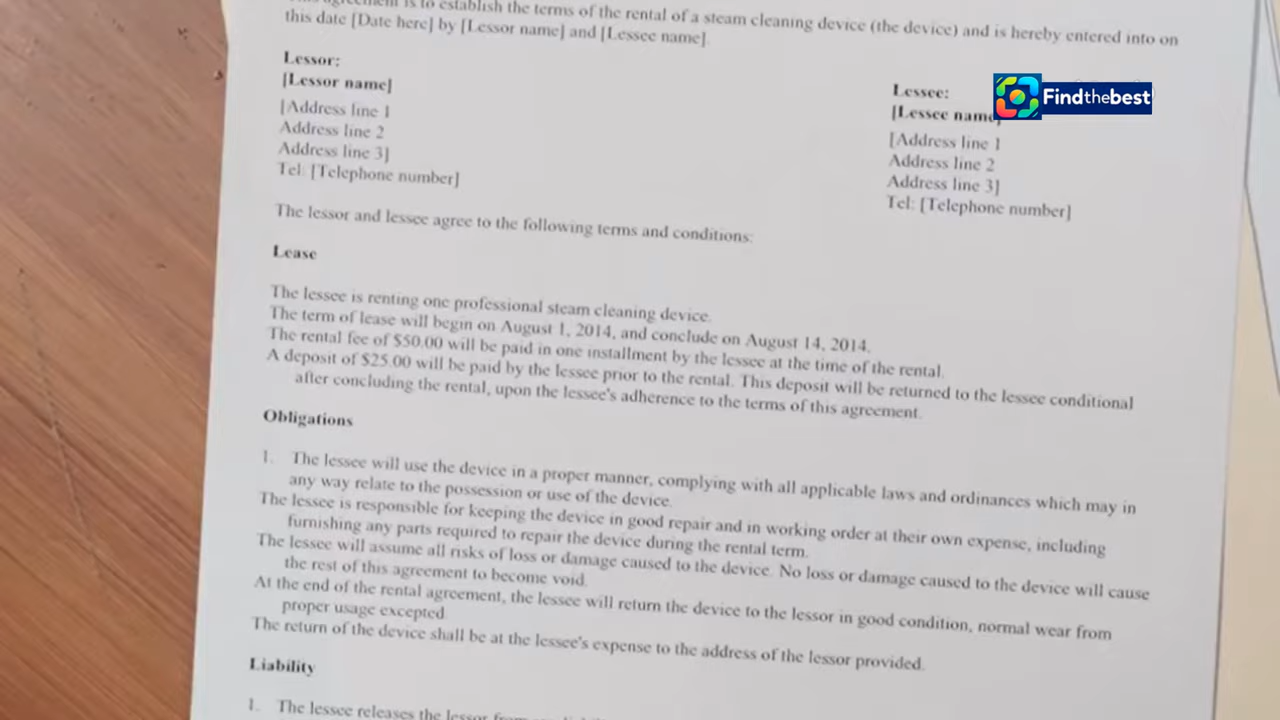 agreement is to establish the terms of the rental of a steam cleaning device (the device) and is hereby entered into on
this date [Date here] by [Lessor name] and [Lessee name].
Lessor:
[Lessor name]
[Address line 1
Address line 2
Address line 3]
Tel: [Telephone number]
Lessee:
[Lessee name
[Address line 1
Address line 2
Address line 3]
Tel: [Telephone number]
Findthebest
The lessor and lessee agree to the following terms and conditions:
Lease
The lessee is renting one professional steam cleaning device.
The term of lease will begin on August 1, 2014, and conclude on August 14, 2014.
The rental fee of $50.00 will be paid in one installment by the lessee at the time of the rental.
A deposit of $25.00 will be paid by the lessee prior to the rental. This deposit will be returned to the lessee conditional
after concluding the rental, upon the lessee's adherence to the terms of this agreement.
Obligations
1. The lessee will use the device in a proper manner, complying with all applicable laws and ordinances which may in
any way relate to the possession or use of the device.
The lessee is responsible for keeping the device in good repair and in working order at their own expense, including
furnishing any parts required to repair the device during the rental term.
The lessee will assume all risks of loss or damage caused to the device. No loss or damage caused to the device will cause
the rest of this agreement to become void.
At the end of the rental agreement, the lessee will return the device to the lessor in good condition, normal wear from
proper usage excepted.
The return of the device shall be at the lessee's expense to the address of the lessor provided.
Liability
1. The lessee releases the lessor from